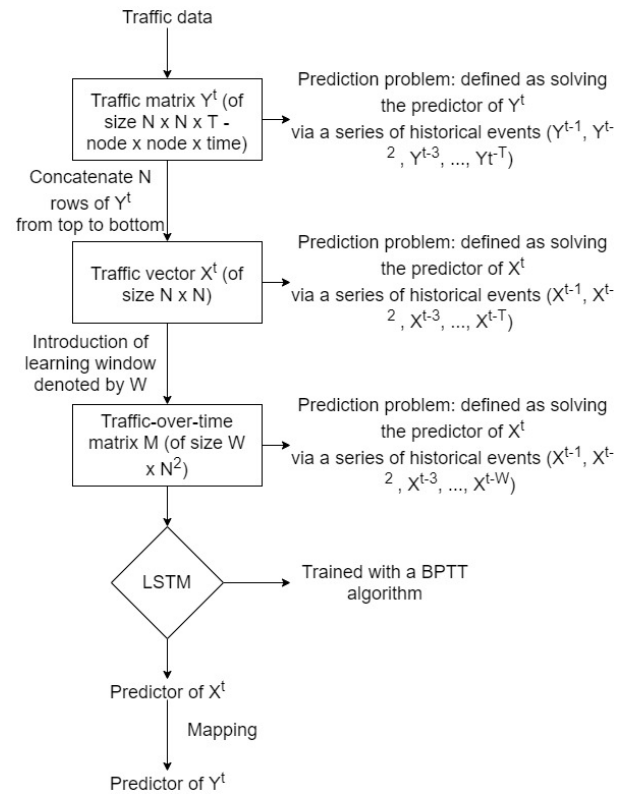 Traffic data
Traffic matrix Y^t (of
size N x N x T -
node x node x time)
Prediction problem: defined as solving
the predictor of Y^t
via a series of historical events (Y^t-1, Y^t-
2, Y^t-3, ..., Yt^-T)
Concatenate N
rows of Y^t
from top to bottom
Traffic vector X^t (of
size N x N)
Prediction problem: defined as solving
the predictor of X^t
via a series of historical events (X^t-1, X^t-
2, X^t-3, ..., X^t-T)
Introduction of
learning window
denoted by W
Traffic-over-time
matrix M (of size W
x N^2)
Prediction problem: defined as solving
the predictor of X^t
via a series of historical events (X^t-1, X^t-
2, X^t-3, ..., X^t-W)
LSTM
Trained with a BPTT
algorithm
Predictor of X^t
Mapping
Predictor of Y^t